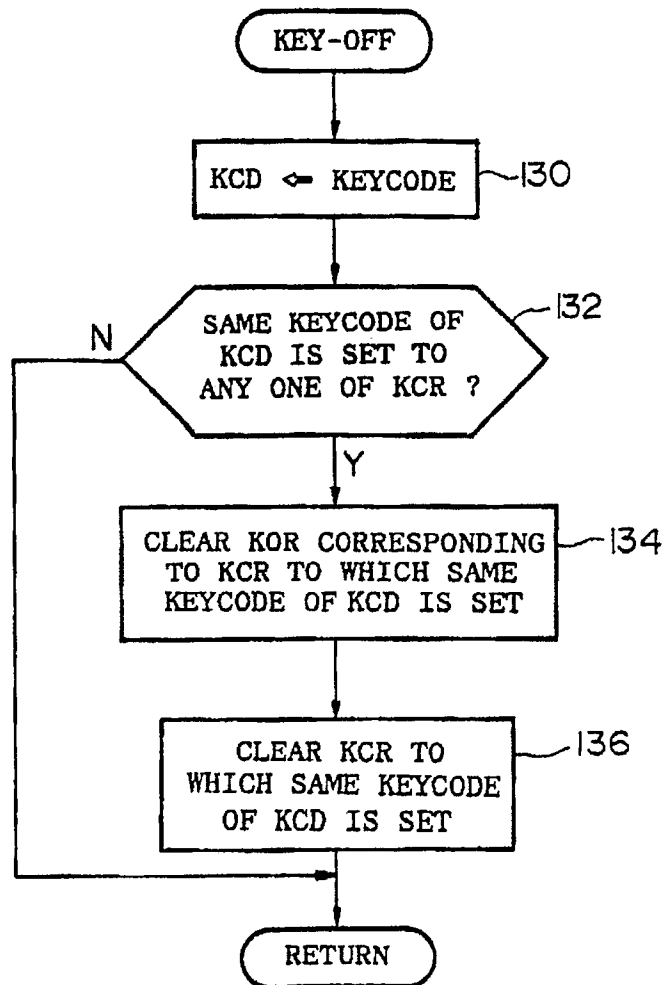 KEY-OFF
KCD ⇐ KEYCODE
130
SAME KEYCODE OF
KCD IS SET TO
ANY ONE OF KCR ?
132
N
Y
CLEAR KOR CORRESPONDING
TO KCR TO WHICH SAME
KEYCODE OF KCD IS SET
134
CLEAR KCR TO
WHICH SAME KEYCODE
OF KCD IS SET
136
RETURN